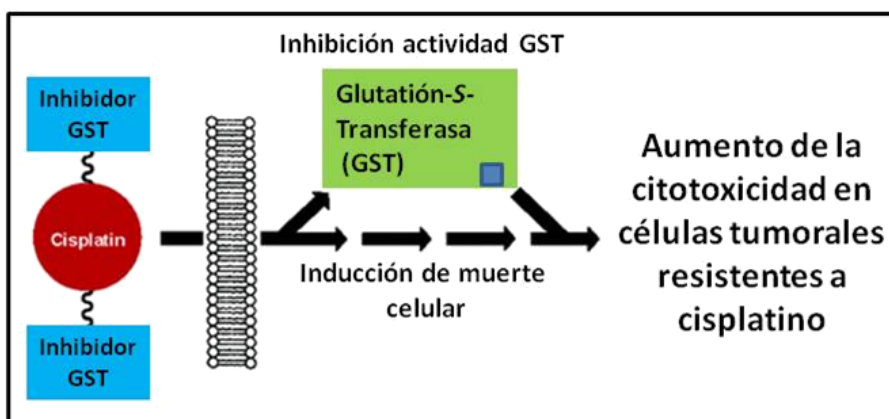 Inhibición actividad GST
Inhibidor
GST
Glutatión-S-
Transferasa
(GST)
Cisplatin
Inducción de muerte
celular
Inhibidor
GST
Aumento de la
citotoxicidad en
células tumorales
resistentes a
cisplatino